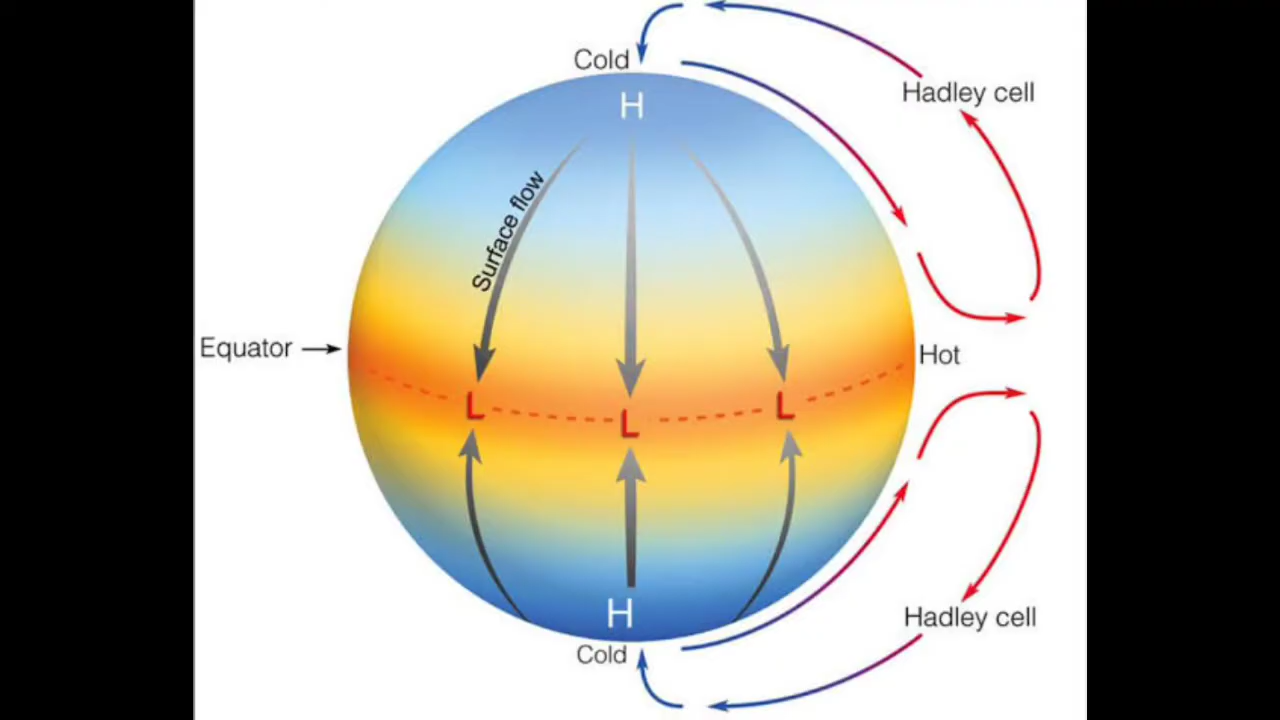 Cold
H
Hadley cell
Surface flow
Equator
Hot
L
L
L
H
Hadley cell
Cold